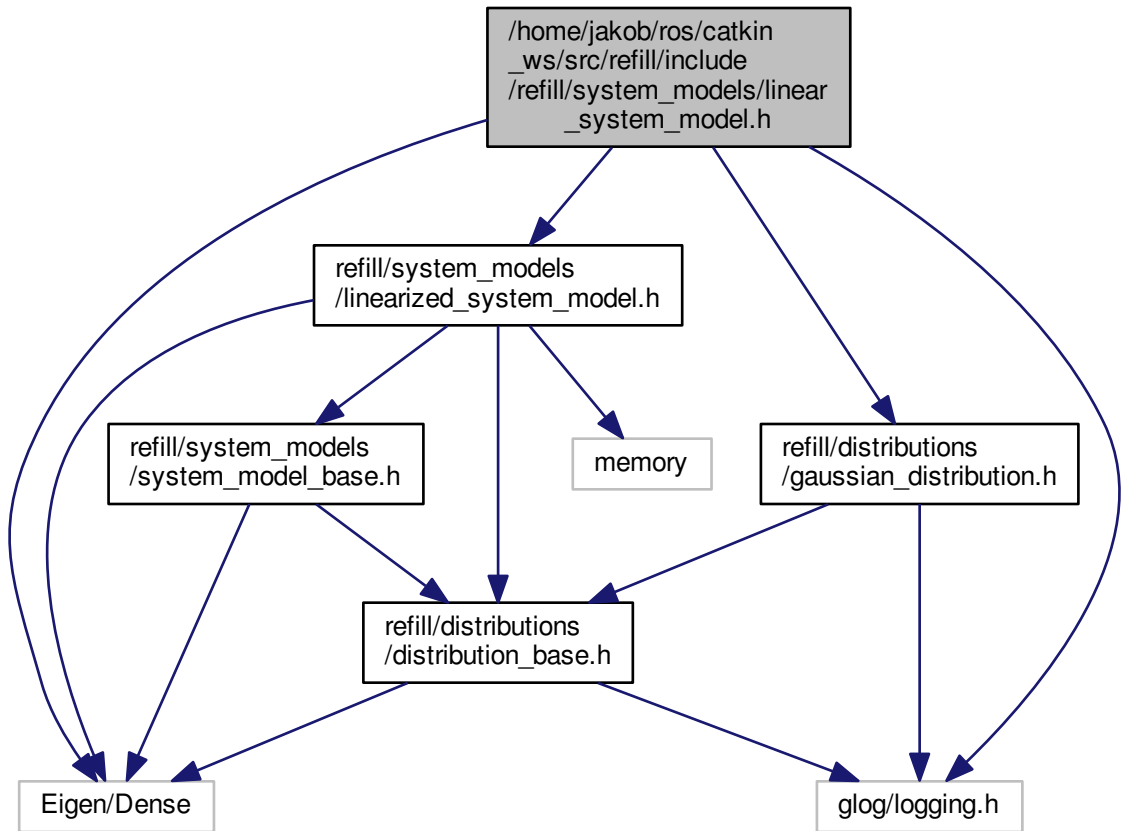 /home/jakob/ros/catkin
_ws/src/refill/include
/refill/system_models/linear
_system_model.h
refill/system_models
/linearized_system_model.h
refill/system_models
/system_model_base.h
memory
refill/distributions
/gaussian_distribution.h
refill/distributions
/distribution_base.h
Eigen/Dense
glog/logging.h